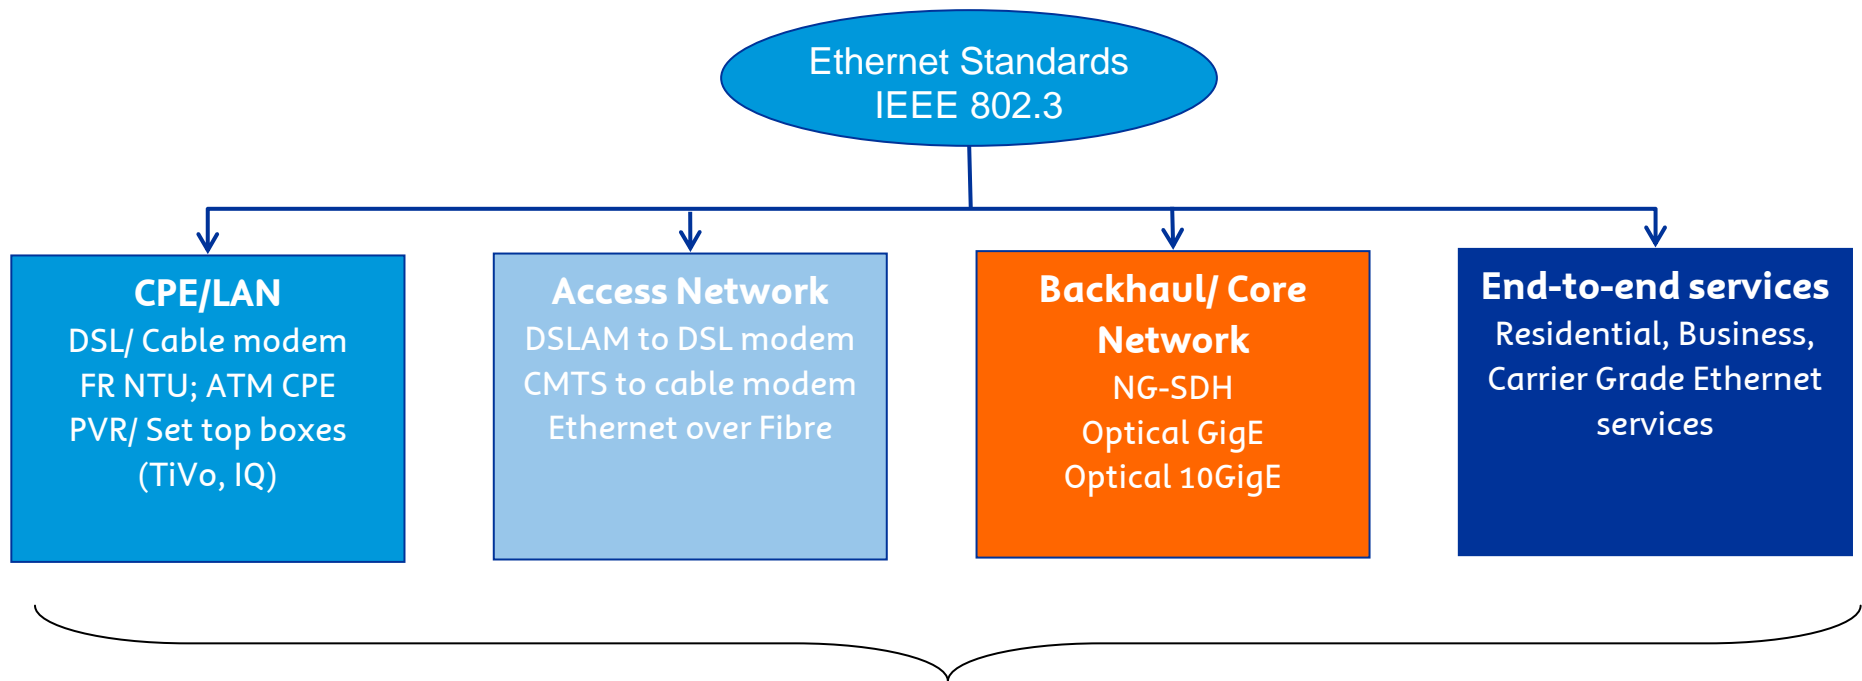 Ethernet Standards
IEEE 802.3
CPE/LAN
DSL/ Cable modem
FR NTU; ATM CPE
PVR/ Set top boxes
(TiVo, IQ)
Access Network
DSLAM to DSL modem
CMTS to cable modem
Ethernet over Fibre
Backhaul/ Core
Network
NG-SDH
Optical GigE
Optical 10GigE
End-to-end services
Residential, Business,
Carrier Grade Ethernet
services